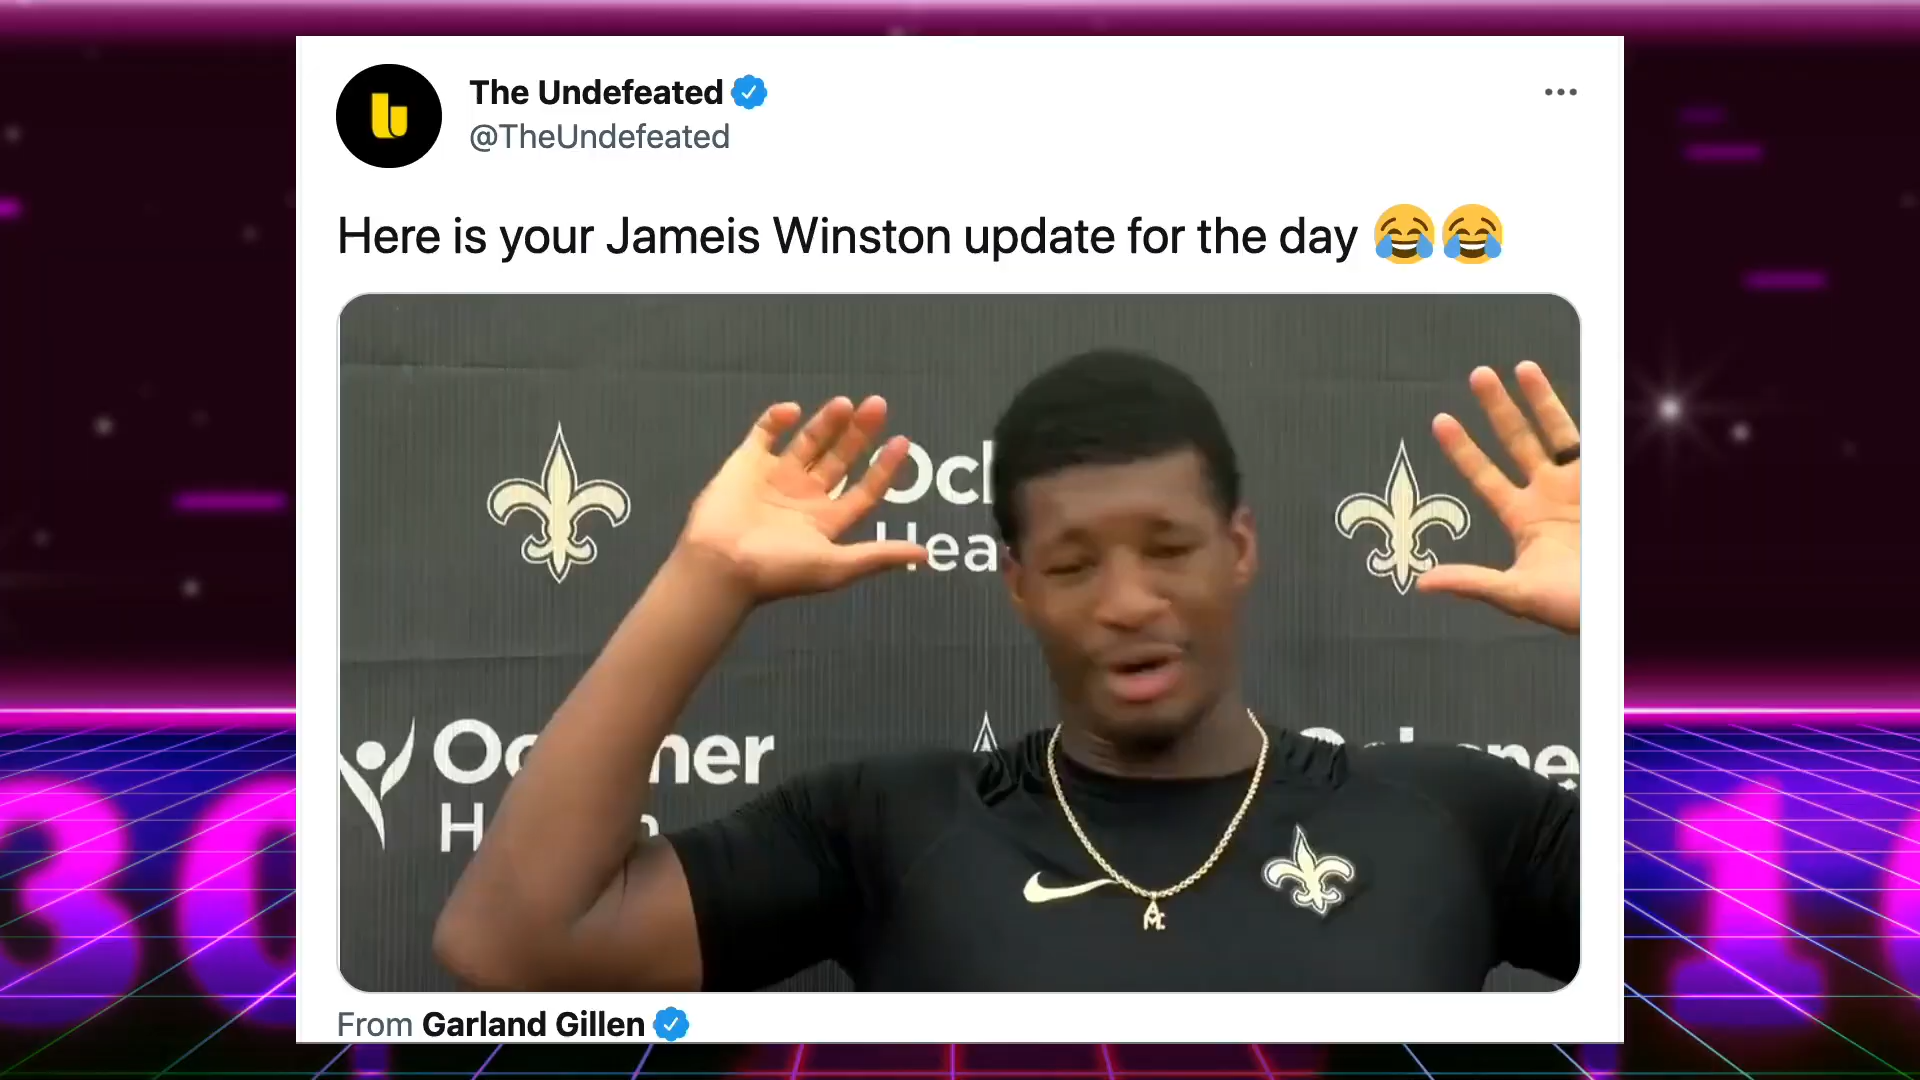 The Undefeated
@TheUndefeated
Here is your Jameis Winston update for the day 😂😂
From Garland Gillen